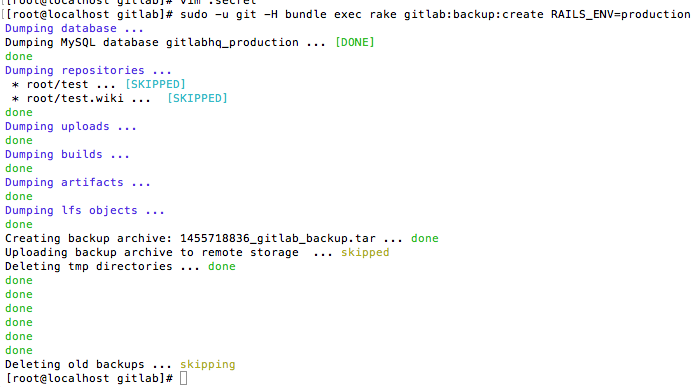 [root@localhost gitlab]# vim .secret
[root@localhost gitlab]# sudo -u git -H bundle exec rake gitlab:backup:create RAILS_ENV=production
Dumping database ...
Dumping MySQL database gitlabhq_production ... [DONE]
done
Dumping repositories ...
* root/test ... [SKIPPED]
* root/test.wiki ...  [SKIPPED]
done
Dumping uploads ...
done
Dumping builds ...
done
Dumping artifacts ...
done
Dumping lfs objects ...
done
Creating backup archive: 1455718836_gitlab_backup.tar ... done
Uploading backup archive to remote storage  ... skipped
Deleting tmp directories ... done
done
done
done
done
done
done
Deleting old backups ... skipping
[root@localhost gitlab]#